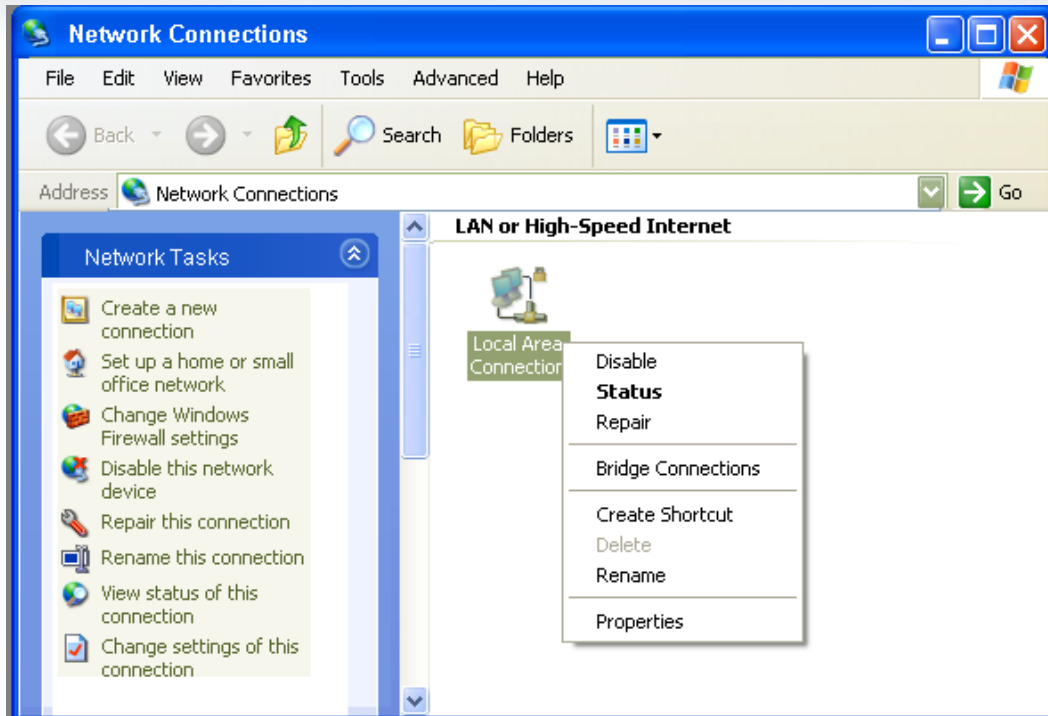 Network Connections
File Edit View Favorites Tools Advanced Help
Back Search Folders
Address Network Connections Go
Network Tasks
Create a new
connection
Set up a home or small
office network
Change Windows
Firewall settings
Disable this network
device
Repair this connection
Rename this connection
View status of this
connection
Change settings of this
connection
LAN or High-Speed Internet
Local Area
Connection
Disable
Status
Repair
Bridge Connections
Create Shortcut
Delete
Rename
Properties